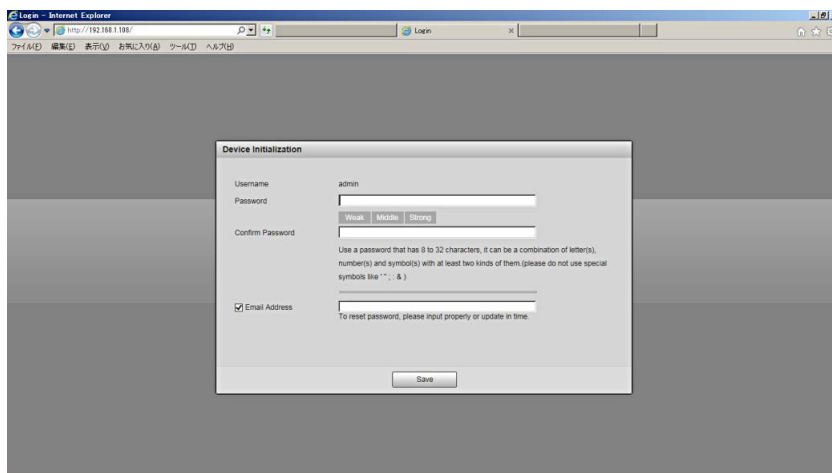 Login - Internet Explorer
http://192.168.1.108/
Login
ファイル(F) 編集(E) 表示(V) お気に入り(A) ツール(T) ヘルプ(H)
Device Initialization
Username admin
Password
Weak Middle Strong
Confirm Password
Use a password that has 8 to 32 characters, it can be a combination of letter(s),
number(s) and symbol(s) with at least two kinds of them.(please do not use special
symbols like ' " ; : & )
Email Address
To reset password, please input properly or update in time.
Save